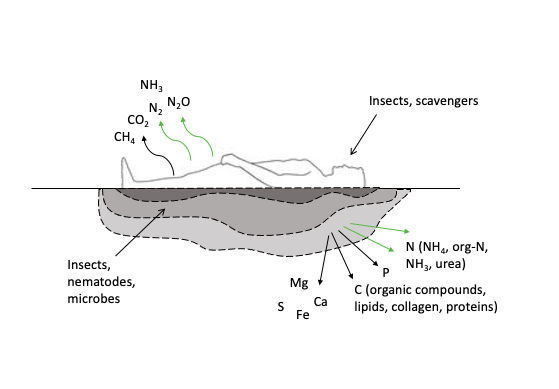 NH₃
N₂ N₂O
CO₂
CH₄
Insects, scavengers
Insects,
nematodes,
microbes
N (NH₄, org-N,
NH₃, urea)
P
C (organic compounds,
lipids, collagen, proteins)
Mg
Ca
S
Fe